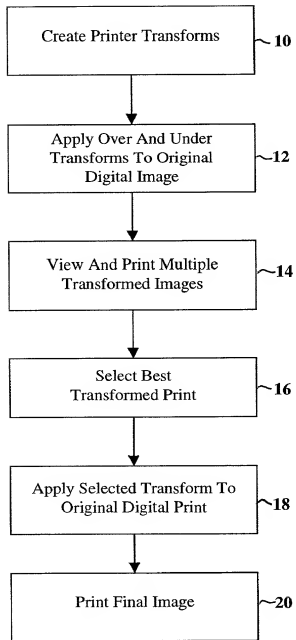 Create Printer Transforms
10
Apply Over And Under
Transforms To Original
Digital Image
12
View And Print Multiple
Transformed Images
14
Select Best
Transformed Print
16
Apply Selected Transform To
Original Digital Print
18
Print Final Image
20